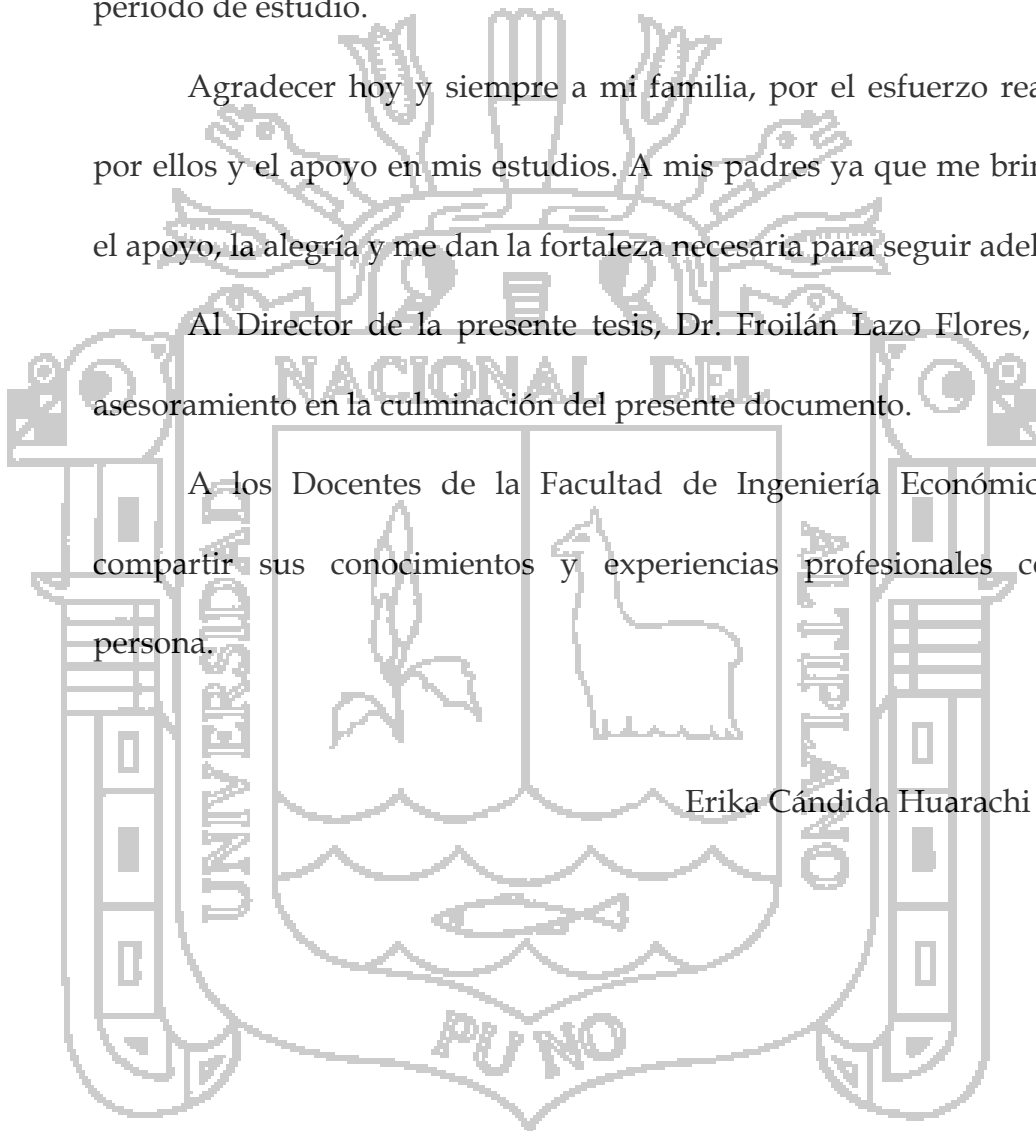 período de estudio.
Agradecer hoy y siempre a mi familia, por el esfuerzo rea
por ellos y el apoyo en mis estudios. A mis padres ya que me brin
el apoyo, la alegría y me dan la fortaleza necesaria para seguir adel
Al Director de la presente tesis, Dr. Froilán Lazo Flores,
NACIONAL DEL
asesoramiento en la culminación del presente documento.
A los Docentes de la Facultad de Ingeniería Económic
compartir sus conocimientos y experiencias profesionales c
persona.
UNIVERSIDAD
ALTIPLANO
Erika Cándida Huarachi
PUNO